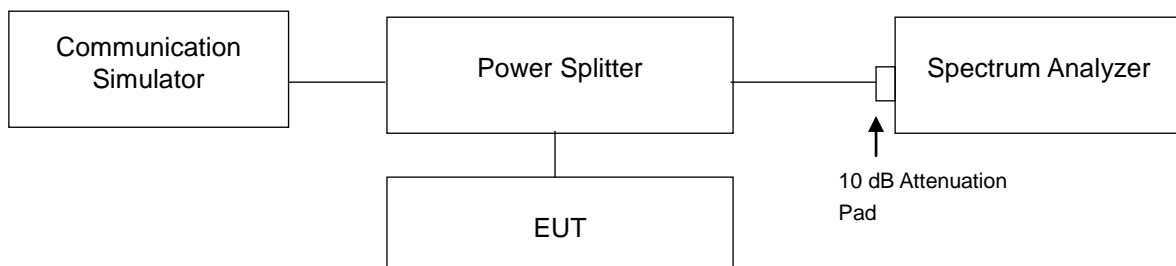 Communication
Simulator
Power Splitter
Spectrum Analyzer
10 dB Attenuation
Pad
EUT